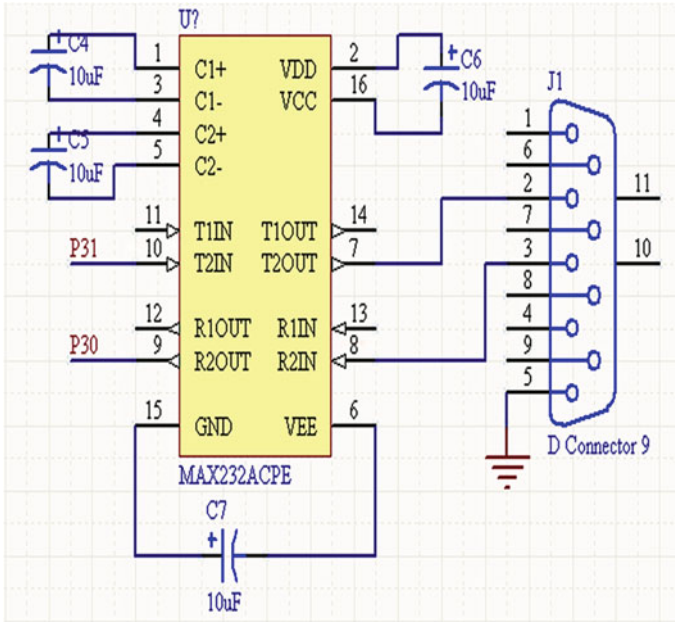 U?
C4
10uF
C5
10uF
1
3
4
5
C1+
C1-
C2+
C2-
2
16
VDD
VCC
C6
10uF
11
10
T1IN
T2IN
P31
14
7
T1OUT
T2OUT
12
9
R1OUT
R2OUT
P30
13
8
R1IN
R2IN
15
GND
6
VEE
MAX232ACPE
C7
10uF
J1
1
6
2
7
3
8
4
9
5
11
10
D Connector 9